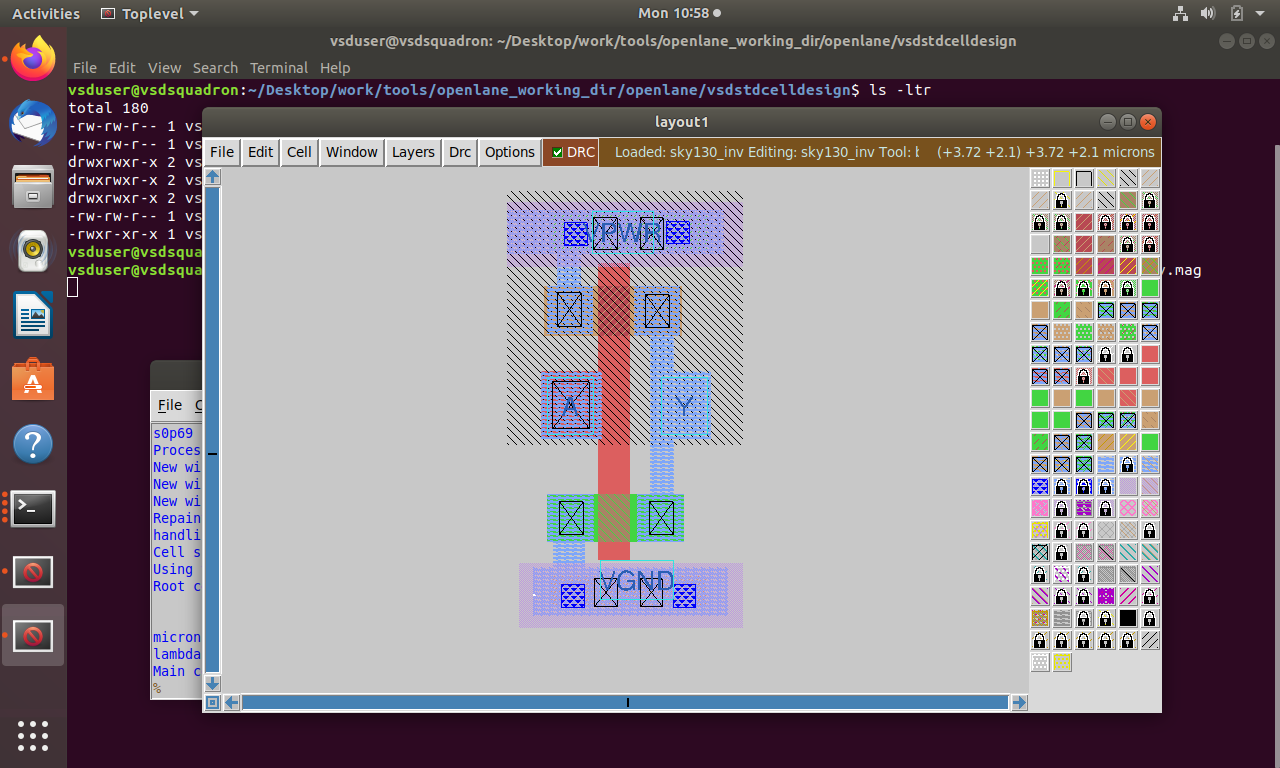 Activities Toplevel Mon 10:58
vsduser@vsdsquadron: ~/Desktop/work/tools/openlane_working_dir/openlane/vsdstdcelldesign
File Edit View Search Terminal Help
vsduser@vsdsquadron:~/Desktop/work/tools/openlane_working_dir/openlane/vsdstdcelldesign$ ls -ltr
total 180
layout1
-rw-rw-r-- 1 vs
-rw-rw-r-- 1 vs
drwxrwxr-x 2 vs
drwxrwxr-x 2 vs
drwxrwxr-x 2 vs
-rw-rw-r-- 1 vs
-rwxr-xr-x 1 vs
vsduser@vsdsqua
vsduser@vsdsqua
.mag
File Edit Cell Window Layers Drc Options DRC Loaded: sky130_inv Editing: sky130_inv Tool: b (+3.72 +2.1) +3.72 +2.1 microns
VPWR
A Y
VGND
File
s0p69
Proces
New wi
New wi
New wi
Repain
handli
Cell s
Using
Root c
micron
lambda
Main c
%